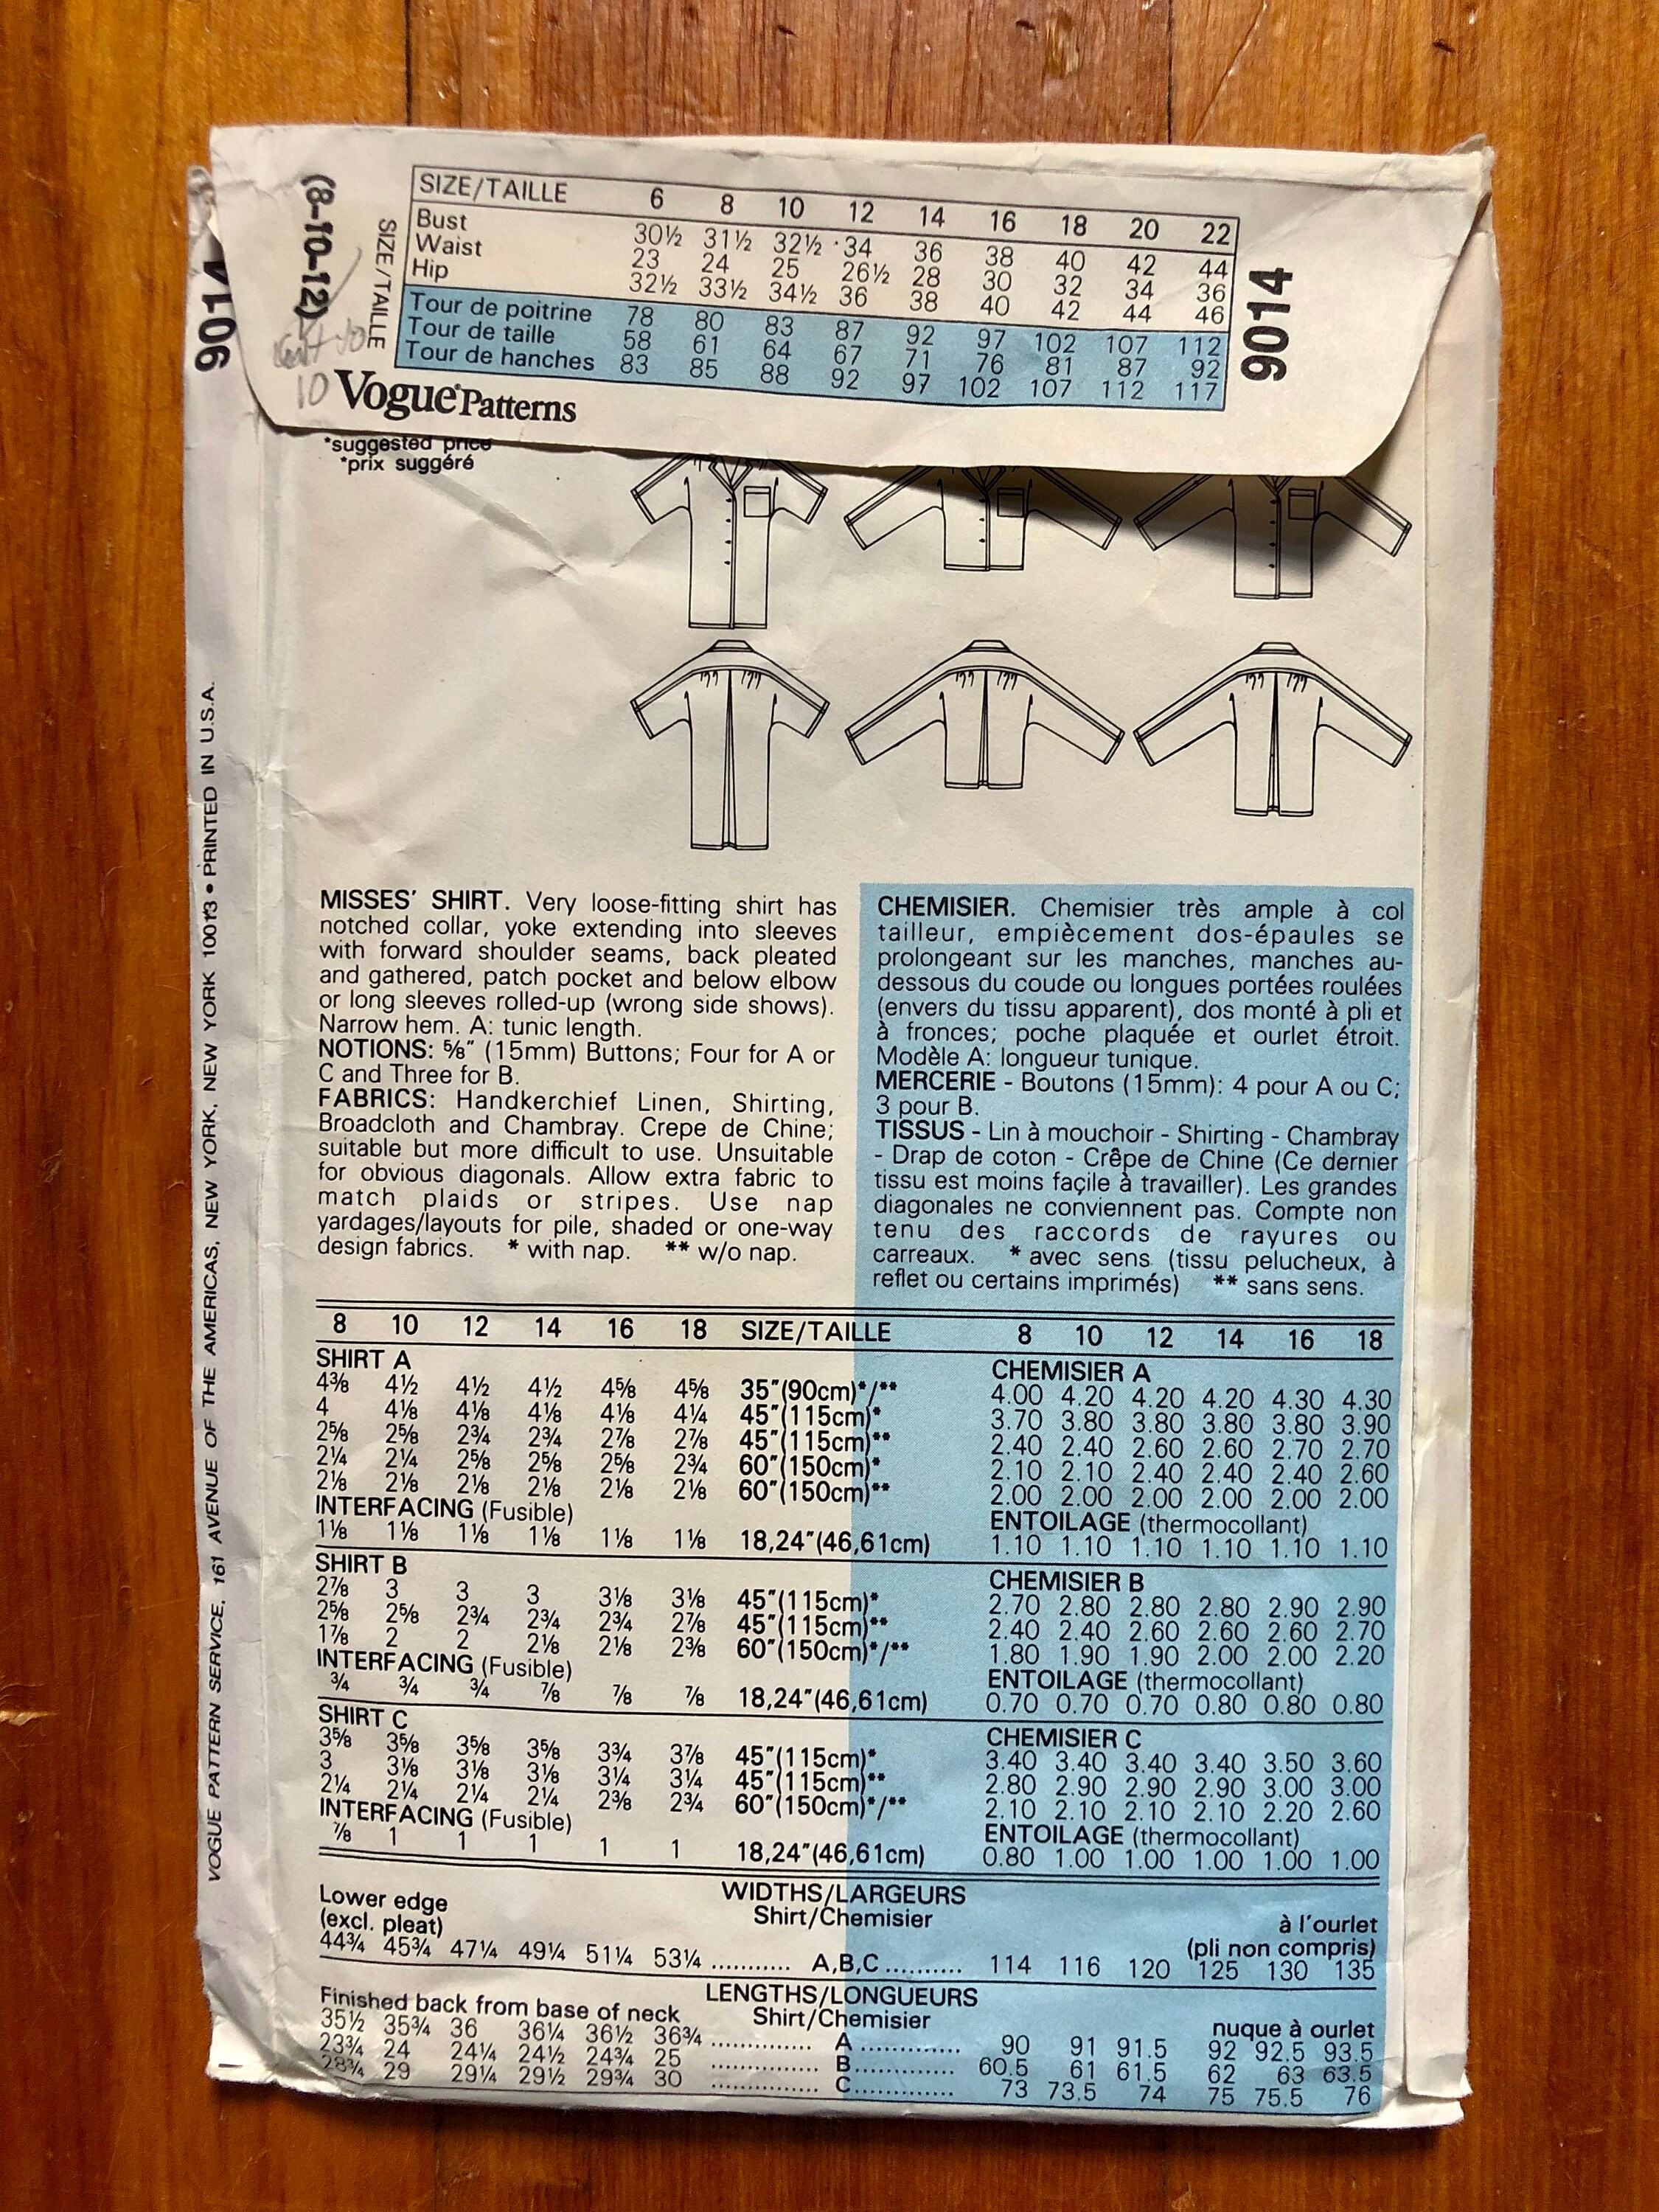 SIZE/TAILLE 6 8 10 12 14 16 18 20 22
Bust 30½ 31½ 32½ 34 36 38 40 42 44
Waist 23 24 25 26½ 28 30 32 34 36
Hip 32½ 33½ 34½ 36 38 40 42 44 46
Tour de poitrine 78 80 83 87 92 97 102 107 112
Tour de taille 58 61 64 67 71 76 81 87 92
Tour de hanches 83 85 88 92 97 102 107 112 117
SIZE/TAILLE
(8-10-12)
10
9014
9014
Vogue® Patterns
*suggested price
*prix suggéré
MISSES' SHIRT. Very loose-fitting shirt has
notched collar, yoke extending into sleeves
with forward shoulder seams, back pleated
and gathered, patch pocket and below elbow
or long sleeves rolled-up (wrong side shows).
Narrow hem. A: tunic length.
NOTIONS: ⅝" (15mm) Buttons; Four for A or
C and Three for B.
FABRICS: Handkerchief Linen, Shirting,
Broadcloth and Chambray. Crepe de Chine;
suitable but more difficult to use. Unsuitable
for obvious diagonals. Allow extra fabric to
match plaids or stripes. Use nap
yardages/layouts for pile, shaded or one-way
design fabrics. * with nap. ** w/o nap.
CHEMISIER. Chemisier très ample à col
tailleur, empiècement dos-épaules se
prolongeant sur les manches, manches au-
dessous du coude ou longues portées roulées
(envers du tissu apparent), dos monté à pli et
à fronces; poche plaquée et ourlet étroit.
Modèle A: longueur tunique.
MERCERIE - Boutons (15mm): 4 pour A ou C;
3 pour B.
TISSUS - Lin à mouchoir - Shirting - Chambray
- Drap de coton - Crêpe de Chine (Ce dernier
tissu est moins façile à travailler). Les grandes
diagonales ne conviennent pas. Compte non
tenu des raccords de rayures ou
carreaux. * avec sens (tissu pelucheux, à
reflet ou certains imprimés) ** sans sens.
8 10 12 14 16 18 SIZE/TAILLE 8 10 12 14 16 18
SHIRT A CHEMISIER A
4⅜ 4½ 4½ 4½ 4⅝ 4⅝ 35"(90cm)*/** 4.00 4.20 4.20 4.20 4.30 4.30
4 4⅛ 4⅛ 4⅛ 4⅛ 4¼ 45"(115cm)* 3.70 3.80 3.80 3.80 3.80 3.90
2⅝ 2⅝ 2¾ 2¾ 2⅞ 2⅞ 45"(115cm)** 2.40 2.40 2.60 2.60 2.70 2.70
2¼ 2¼ 2⅝ 2⅝ 2⅝ 2¾ 60"(150cm)* 2.10 2.10 2.40 2.40 2.40 2.60
2⅛ 2⅛ 2⅛ 2⅛ 2⅛ 2⅛ 60"(150cm)** 2.00 2.00 2.00 2.00 2.00 2.00
INTERFACING (Fusible) ENTOILAGE (thermocollant)
1⅛ 1⅛ 1⅛ 1⅛ 1⅛ 1⅛ 18,24"(46,61cm) 1.10 1.10 1.10 1.10 1.10 1.10
SHIRT B CHEMISIER B
2⅞ 3 3 3 3⅛ 3⅛ 45"(115cm)* 2.70 2.80 2.80 2.80 2.90 2.90
2⅝ 2⅝ 2¾ 2¾ 2¾ 2⅞ 45"(115cm)** 2.40 2.40 2.60 2.60 2.60 2.70
1⅞ 2 2 2⅛ 2⅛ 2⅜ 60"(150cm)*/** 1.80 1.90 1.90 2.00 2.00 2.20
INTERFACING (Fusible) ENTOILAGE (thermocollant)
¾ ¾ ¾ ⅞ ⅞ ⅞ 18,24"(46,61cm) 0.70 0.70 0.70 0.80 0.80 0.80
SHIRT C CHEMISIER C
3⅝ 3⅝ 3⅝ 3⅝ 3¾ 3⅞ 45"(115cm)* 3.40 3.40 3.40 3.40 3.50 3.60
3 3⅛ 3⅛ 3⅛ 3¼ 3¼ 45"(115cm)** 2.80 2.90 2.90 2.90 3.00 3.00
2¼ 2¼ 2¼ 2¼ 2⅜ 2¾ 60"(150cm)*/** 2.10 2.10 2.10 2.10 2.20 2.60
INTERFACING (Fusible) ENTOILAGE (thermocollant)
⅞ 1 1 1 1 1 18,24"(46,61cm) 0.80 1.00 1.00 1.00 1.00 1.00
WIDTHS/LARGEURS
Lower edge Shirt/Chemisier à l'ourlet
(excl. pleat) (pli non compris)
44¾ 45¾ 47¼ 49¼ 51¼ 53¼ ........... A,B,C .......... 114 116 120 125 130 135
LENGTHS/LONGUEURS
Finished back from base of neck Shirt/Chemisier nuque à ourlet
35½ 35¾ 36 36¼ 36½ 36¾ .............. A .............. 90 91 91.5 92 92.5 93.5
23¾ 24 24¼ 24½ 24¾ 25 .............. B.............. 60.5 61 61.5 62 63 63.5
28¾ 29 29¼ 29½ 29¾ 30 .............. C.............. 73 73.5 74 75 75.5 76
VOGUE PATTERN SERVICE, 161 AVENUE OF THE AMERICAS, NEW YORK, NEW YORK 10013 • PRINTED IN U.S.A.